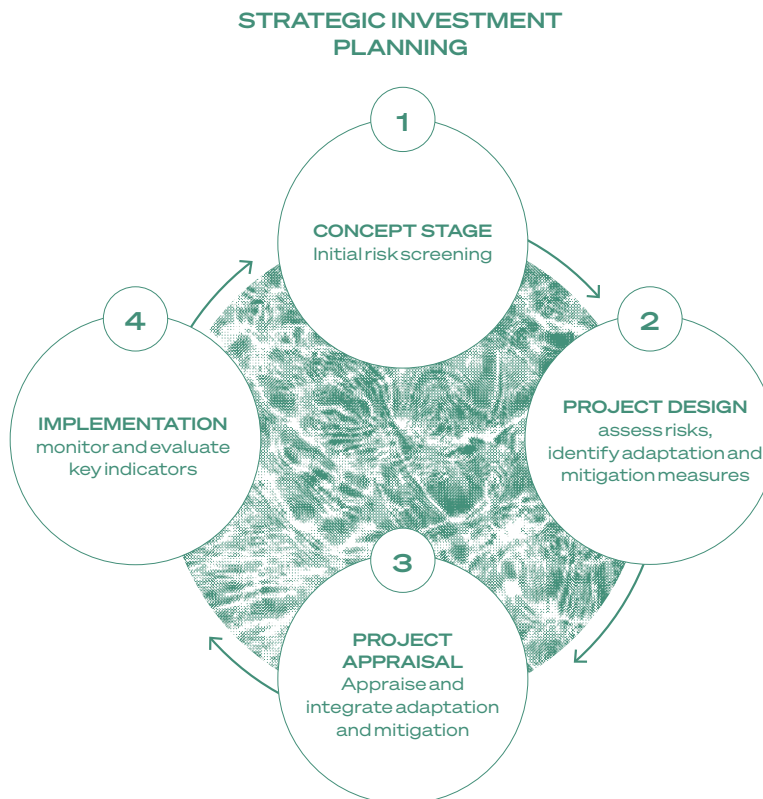 STRATEGIC INVESTMENT
PLANNING
1
CONCEPT STAGE
Initial risk screening
2
PROJECT DESIGN
assess risks,
identify adaptation and
mitigation measures
3
PROJECT
APPRAISAL
Appraise and
integrate adaptation
and mitigation
4
IMPLEMENTATION
monitor and evaluate
key indicators